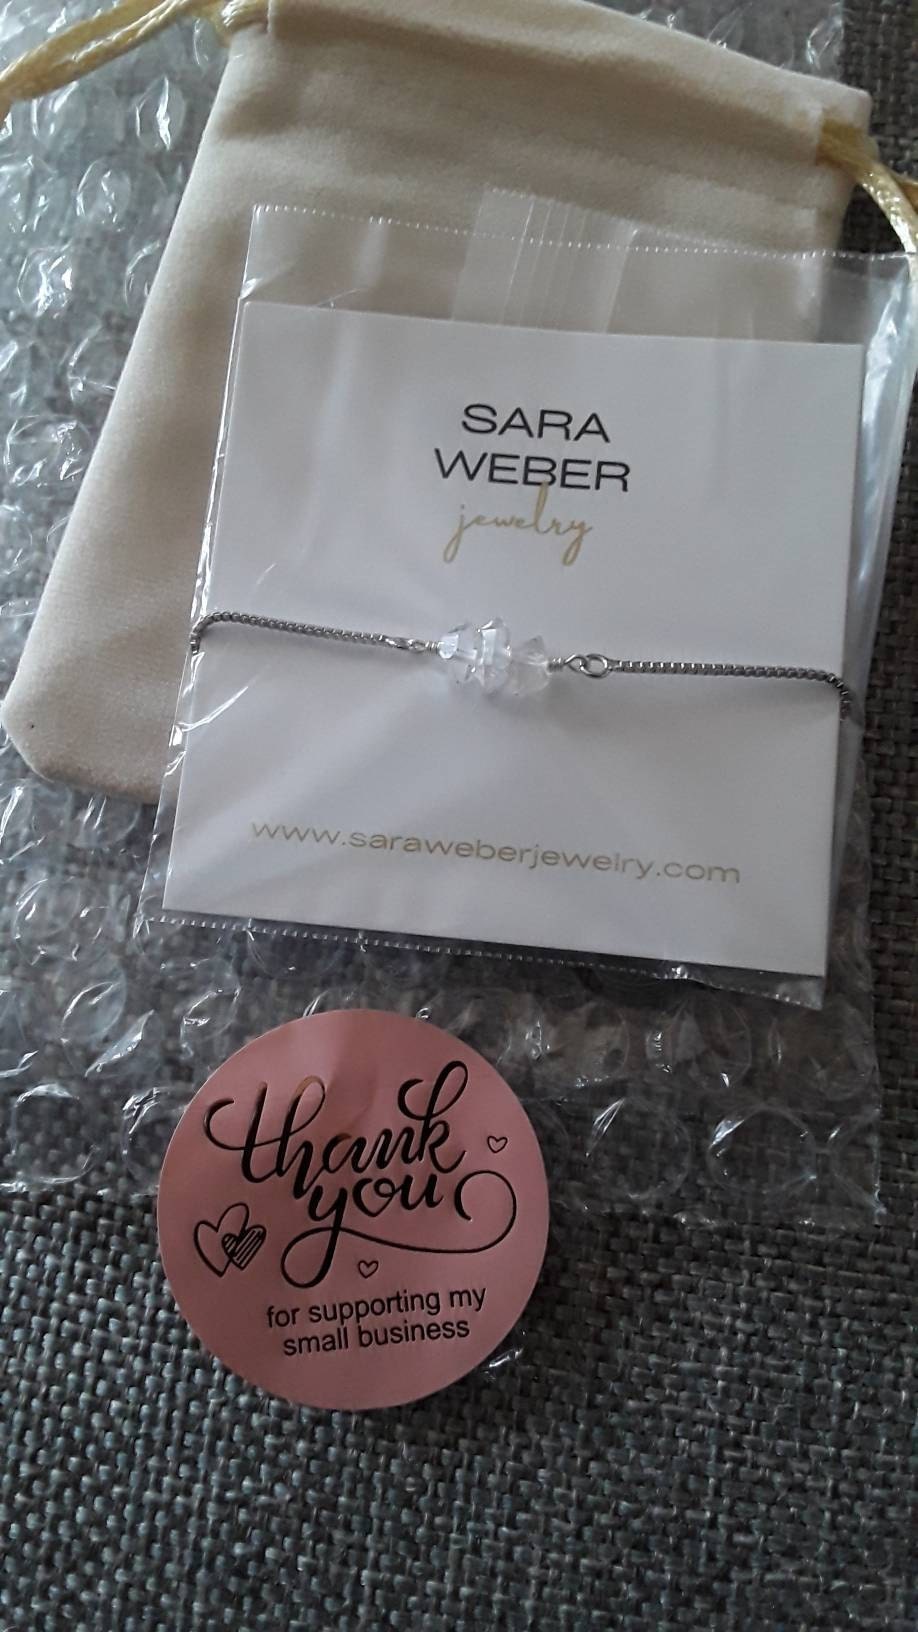 SARA
WEBER
jewelry
www.saraweberjewelry.com
thank
you
for supporting my
small business